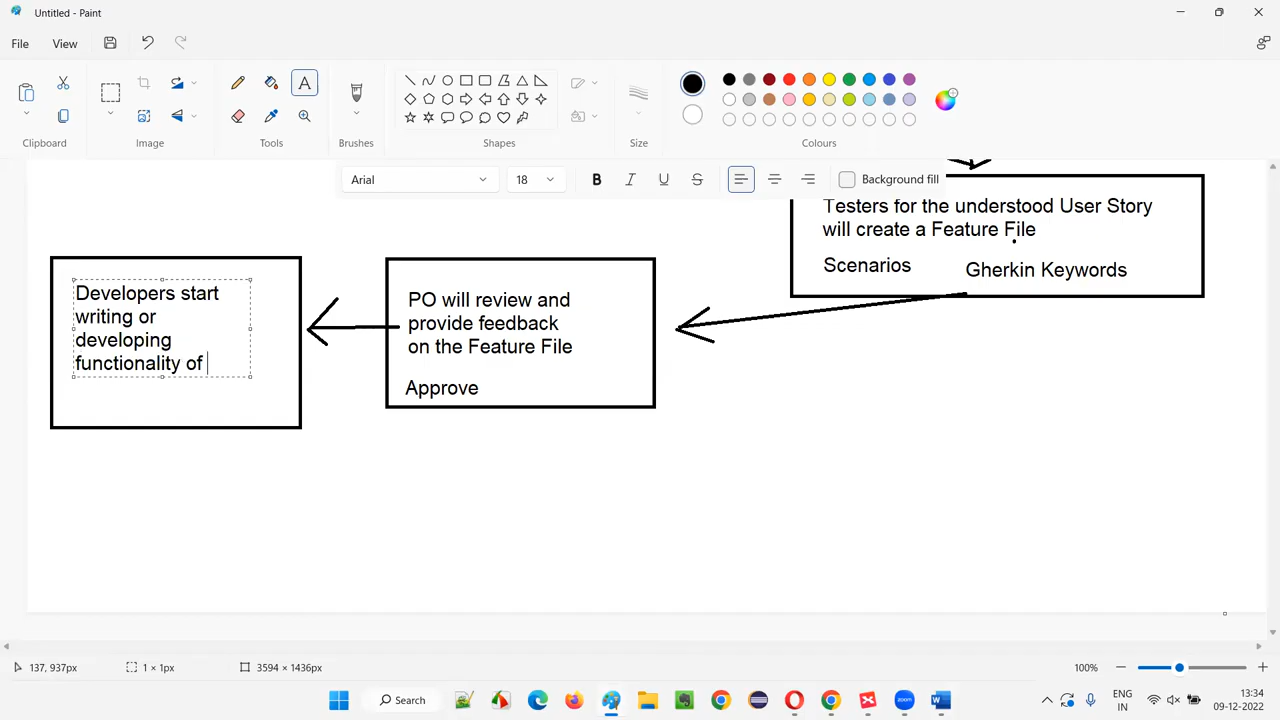 Untitled - Paint
File
View
Clipboard
Image
Tools
Brushes
Shapes
Size
Colours
Arial
18
B
I
U
S
Background fill
Testers for the understood User Story
will create a Feature File
Scenarios
Gherkin Keywords
Developers start
writing or
developing
functionality of
PO will review and
provide feedback
on the Feature File
Approve
137, 937px
1 × 1px
3594 × 1436px
100%
Search
zoom
ENG
IN
13:34
09-12-2022